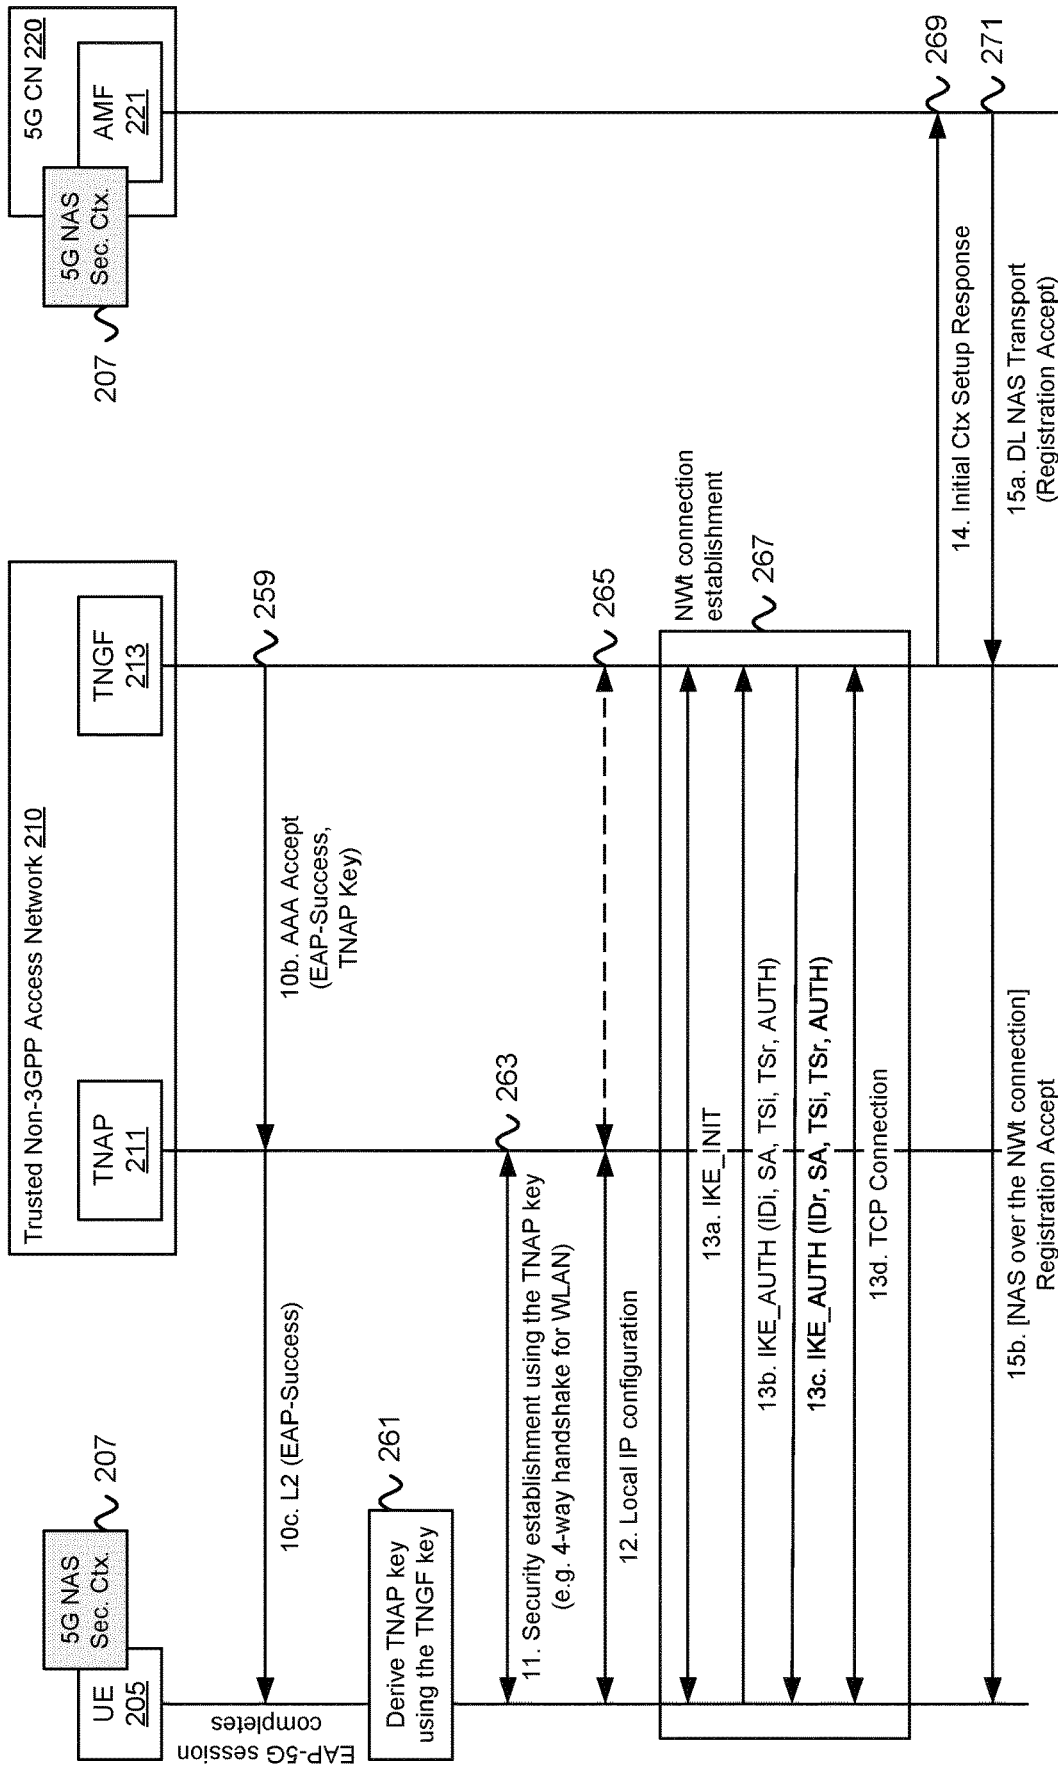 UE
205
5G NAS
Sec. Ctx.
207
Trusted Non-3GPP Access Network 210
TNAP
211
TNGF
213
5G CN 220
AMF
221
5G NAS
Sec. Ctx.
207
EAP-5G session
completes
10b. AAA Accept
(EAP-Success,
TNAP Key)
259
10c. L2 (EAP-Success)
Derive TNAP key
using the TNGF key
261
11. Security establishment using the TNAP key
(e.g. 4-way handshake for WLAN)
263
12. Local IP configuration
265
NWt connection
establishment
267
13a. IKE_INIT
13b. IKE_AUTH (IDi, SA, TSi, TSr, AUTH)
13c. IKE_AUTH (IDr, SA, TSi, TSr, AUTH)
13d. TCP Connection
14. Initial Ctx Setup Response
269
15a. DL NAS Transport
(Registration Accept)
271
15b. [NAS over the NWt connection]
Registration Accept